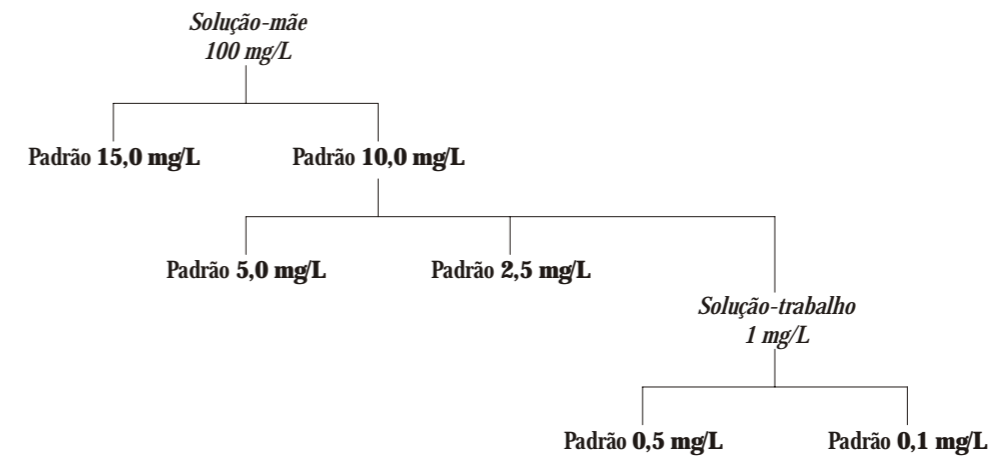 Solução-mãe
100 mg/L
Padrão 15,0 mg/L
Padrão 10,0 mg/L
Padrão 5,0 mg/L
Padrão 2,5 mg/L
Solução-trabalho
1 mg/L
Padrão 0,5 mg/L
Padrão 0,1 mg/L